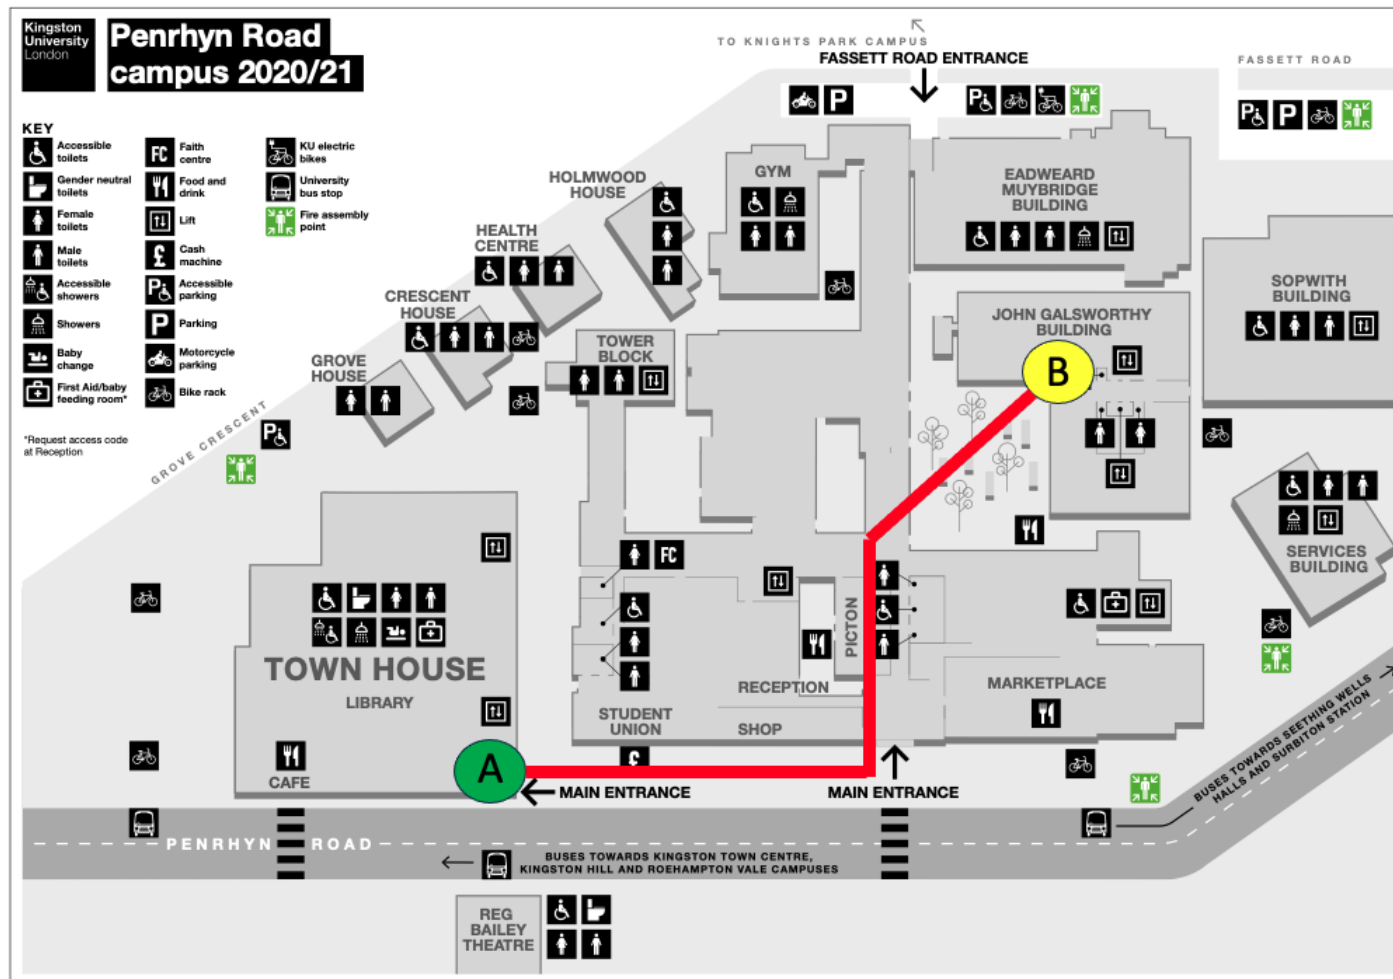 Kingston
University
London
Penrhyn Road
campus 2020/21
TO KNIGHTS PARK CAMPUS
FASSETT ROAD ENTRANCE
FASSETT ROAD
KEY
Accessible
toilets
Gender neutral
toilets
Female
toilets
Male
toilets
Accessible
showers
Showers
Baby
change
First Aid/baby
feeding room*
FC
Faith
centre
Food and
drink
Lift
£
Cash
machine
P
Accessible
parking
P
Parking
Motorcycle
parking
Bike rack
KU electric
bikes
University
bus stop
Fire assembly
point
*Request access code
at Reception
P
P
P
P
GYM
EADWEARD
MUYBRIDGE
BUILDING
HOLMWOOD
HOUSE
HEALTH
CENTRE
CRESCENT
HOUSE
GROVE
HOUSE
TOWER
BLOCK
JOHN GALSWORTHY
BUILDING
SOPWITH
BUILDING
B
GROVE CRESCENT
P
SERVICES
BUILDING
FC
TOWN HOUSE
LIBRARY
CAFE
PICTON
RECEPTION
STUDENT
UNION
SHOP
MARKETPLACE
£
A
MAIN ENTRANCE
MAIN ENTRANCE
BUSES TOWARDS SEETHING WELLS
HALLS AND SURBITON STATION
PENRHYN ROAD
BUSES TOWARDS KINGSTON TOWN CENTRE,
KINGSTON HILL AND ROEHAMPTON VALE CAMPUSES
REG
BAILEY
THEATRE